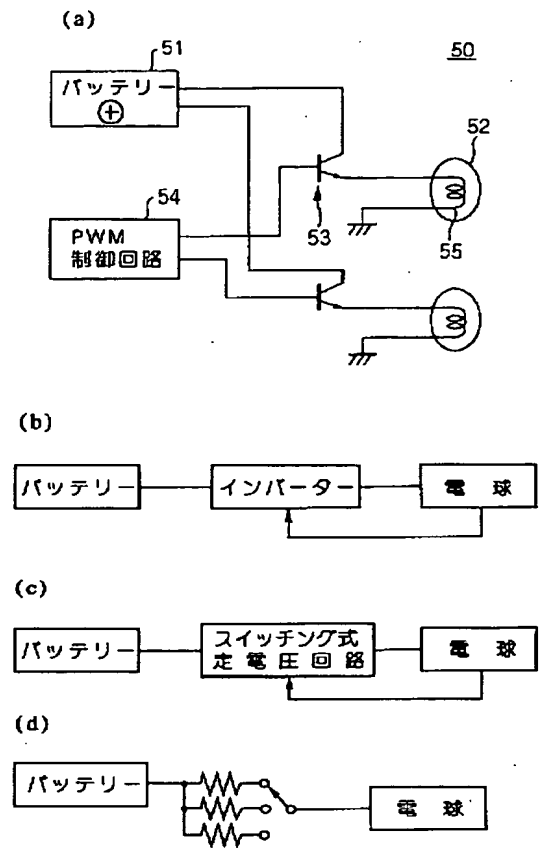 (a)
50
51
バッテリー
⊕
52
53
55
54
PWM
制御回路
(b)
バッテリー
インバーター
電球
(c)
バッテリー
スイッチング式
定電圧回路
電球
(d)
バッテリー
電球